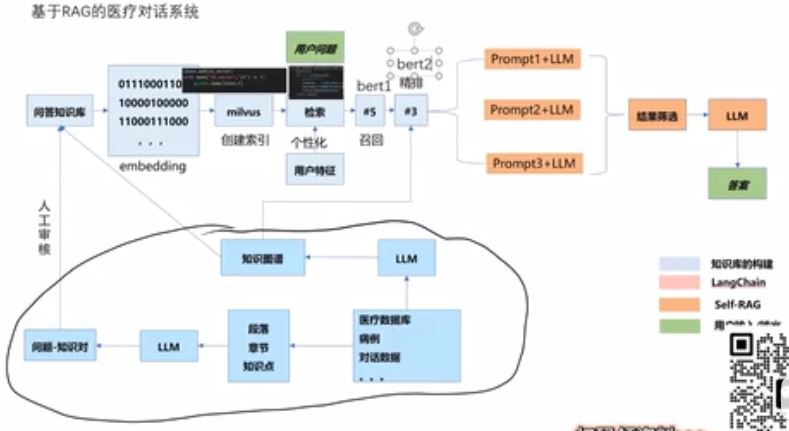 基于RAG的医疗对话系统
用户问题
bert2
精排
bert1
问答知识库
0111000110
10000100000
11000111000
. . .
embedding
milvus
创建索引
检索
个性化
用户特征
#5
召回
#3
Prompt1+LLM
Prompt2+LLM
Prompt3+LLM
结果筛选
LLM
答案
人工审核
知识图谱
LLM
问题-知识对
LLM
段落
章节
知识点
医疗数据库
病例
对话数据
. . .
知识库的构建
LangChain
Self-RAG